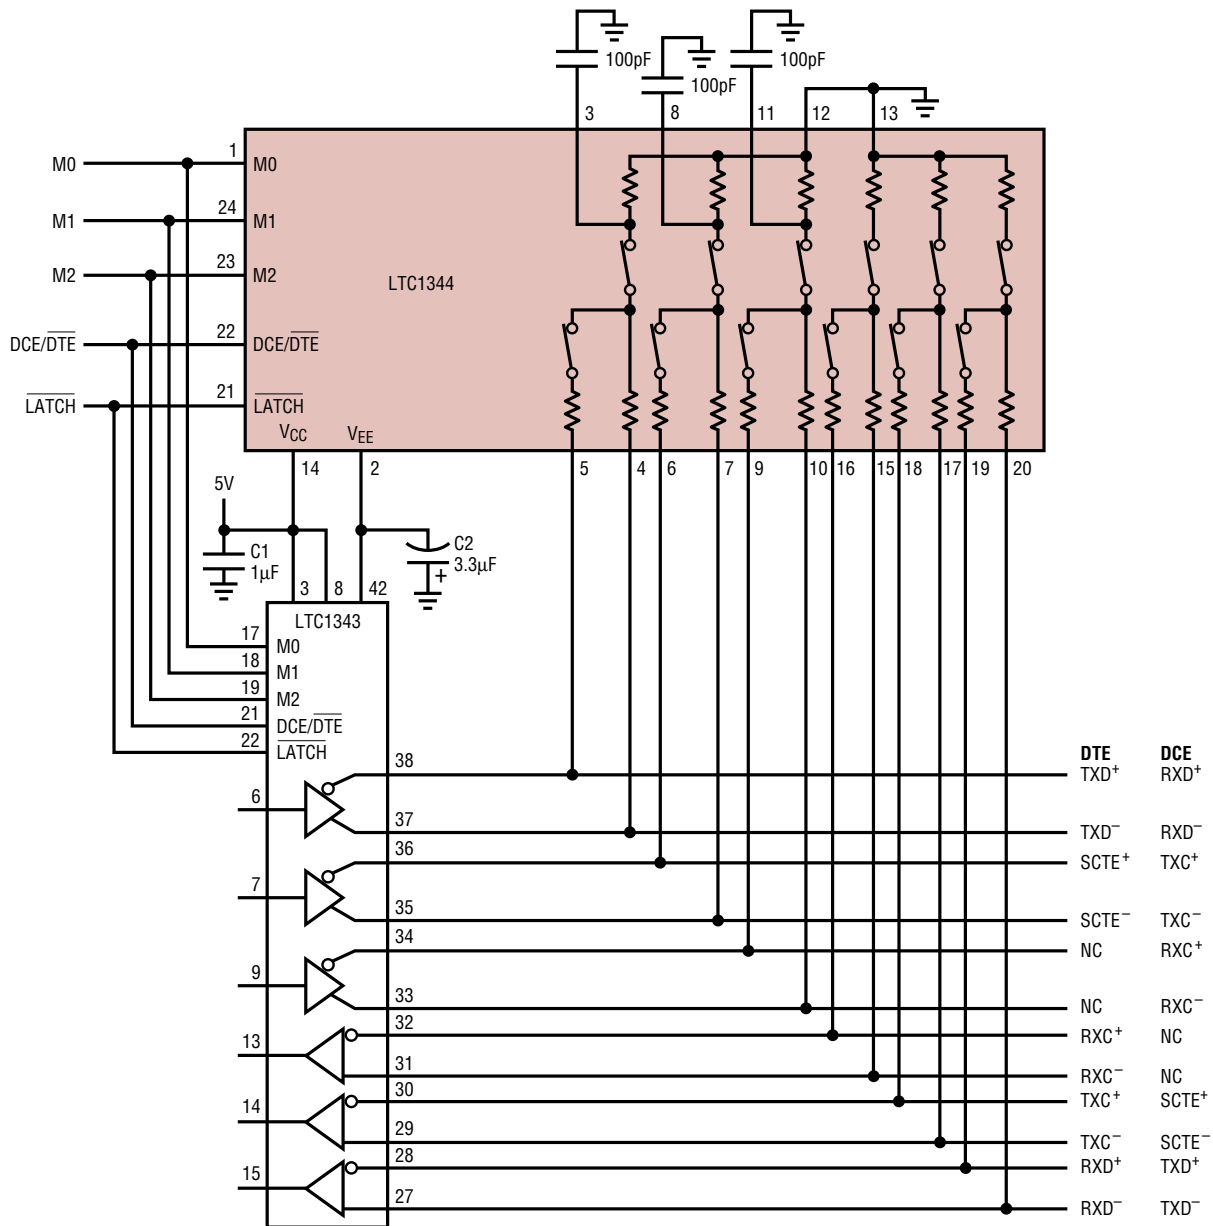 100pF
100pF
100pF
3 8 11 12 13
M0 1 M0
M1 24 M1
M2 23 M2
LTC1344
DCE/DTE 22 DCE/DTE
LATCH 21 LATCH
VCC VEE
14 2 5 4 6 7 9 10 16 15 18 17 19 20
5V
C1
1µF
C2
3.3µF
+
3 8 42
LTC1343
17 M0
18 M1
19 M2
21 DCE/DTE
22 LATCH
DTE DCE
38 TXD+ RXD+
6
37 TXD− RXD−
36 SCTE+ TXC+
7
35 SCTE− TXC−
34 NC RXC+
9
33 NC RXC−
32 RXC+ NC
13
31 RXC− NC
30 TXC+ SCTE+
14
29 TXC− SCTE−
28 RXD+ TXD+
15
27 RXD− TXD−